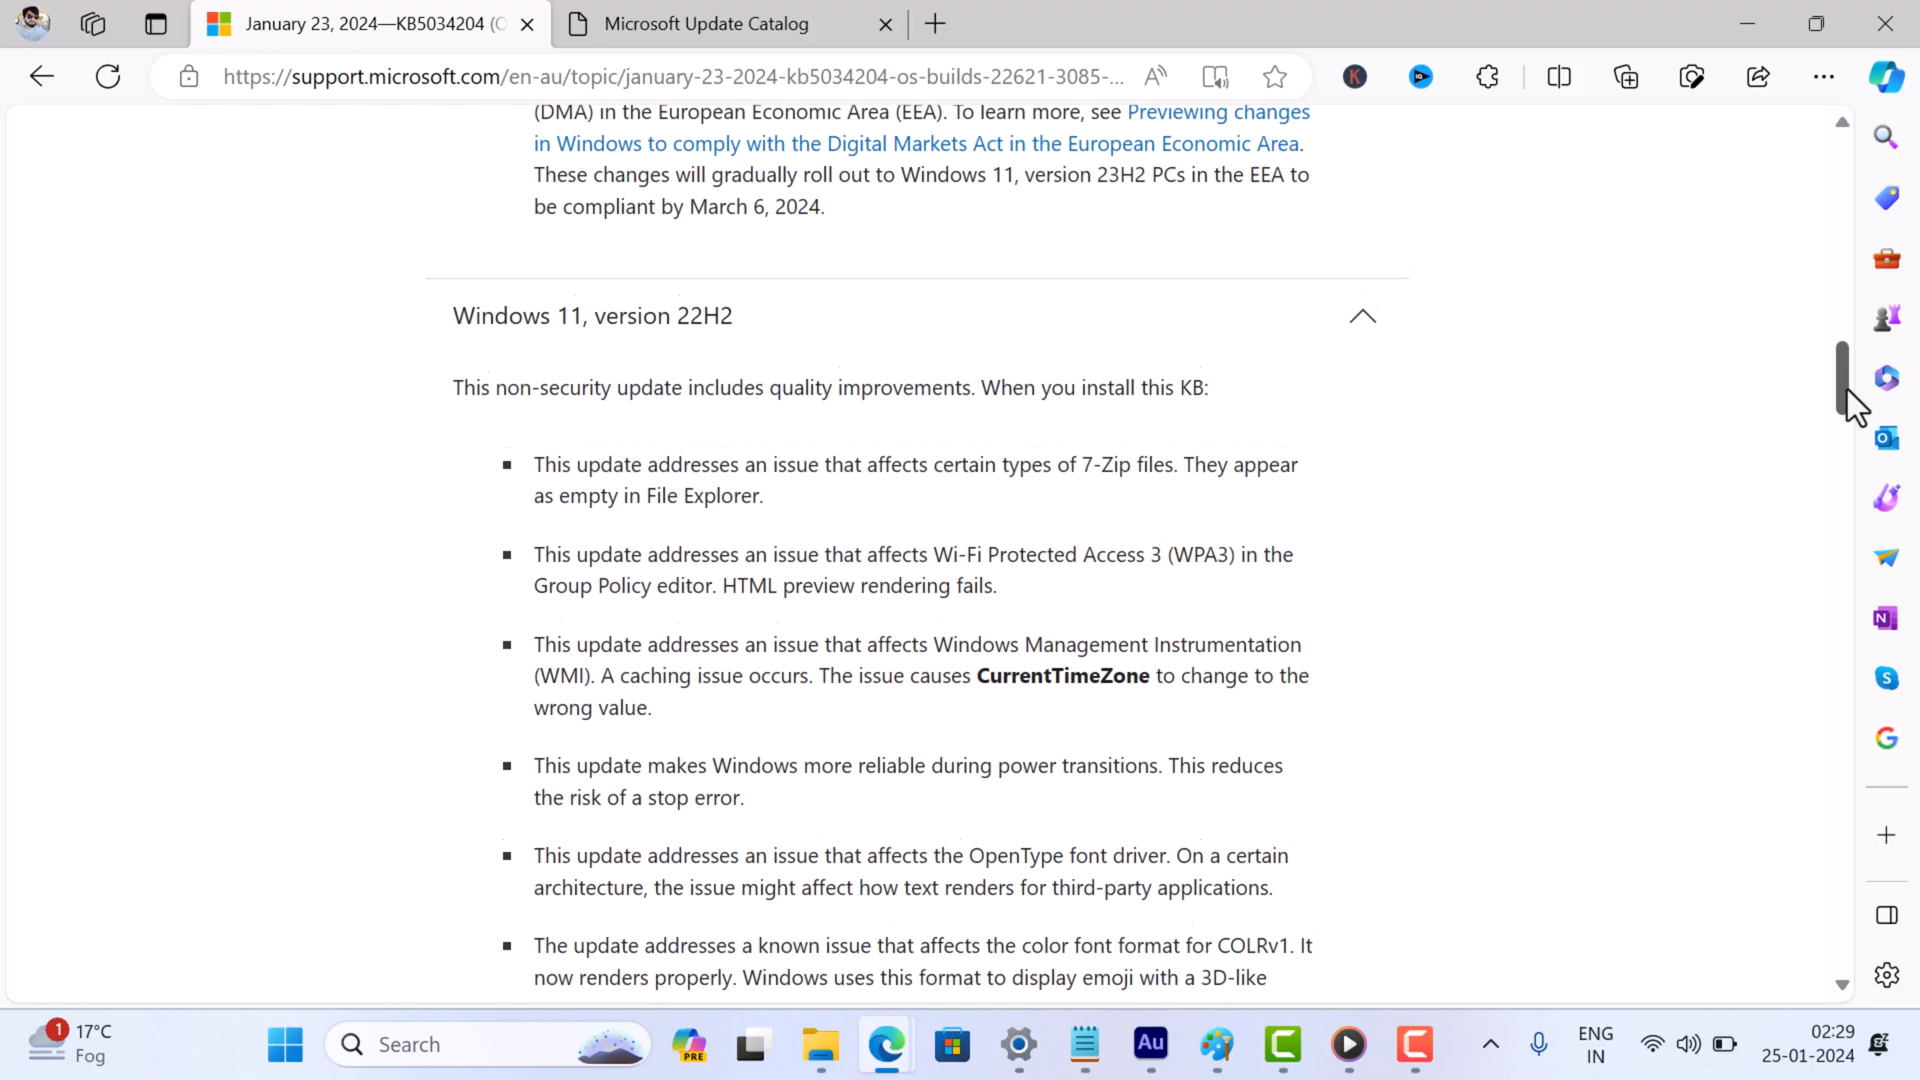 January 23, 2024—KB5034204 (O
Microsoft Update Catalog
https://support.microsoft.com/en-au/topic/january-23-2024-kb5034204-os-builds-22621-3085-...
(DMA) in the European Economic Area (EEA). To learn more, see Previewing changes
in Windows to comply with the Digital Markets Act in the European Economic Area.
These changes will gradually roll out to Windows 11, version 23H2 PCs in the EEA to
be compliant by March 6, 2024.
Windows 11, version 22H2
This non-security update includes quality improvements. When you install this KB:
▪ This update addresses an issue that affects certain types of 7-Zip files. They appear
as empty in File Explorer.
▪ This update addresses an issue that affects Wi-Fi Protected Access 3 (WPA3) in the
Group Policy editor. HTML preview rendering fails.
▪ This update addresses an issue that affects Windows Management Instrumentation
(WMI). A caching issue occurs. The issue causes CurrentTimeZone to change to the
wrong value.
▪ This update makes Windows more reliable during power transitions. This reduces
the risk of a stop error.
▪ This update addresses an issue that affects the OpenType font driver. On a certain
architecture, the issue might affect how text renders for third-party applications.
▪ The update addresses a known issue that affects the color font format for COLRv1. It
now renders properly. Windows uses this format to display emoji with a 3D-like
1
17°C
Fog
Search
PRE
Au
ENG
IN
02:29
25-01-2024